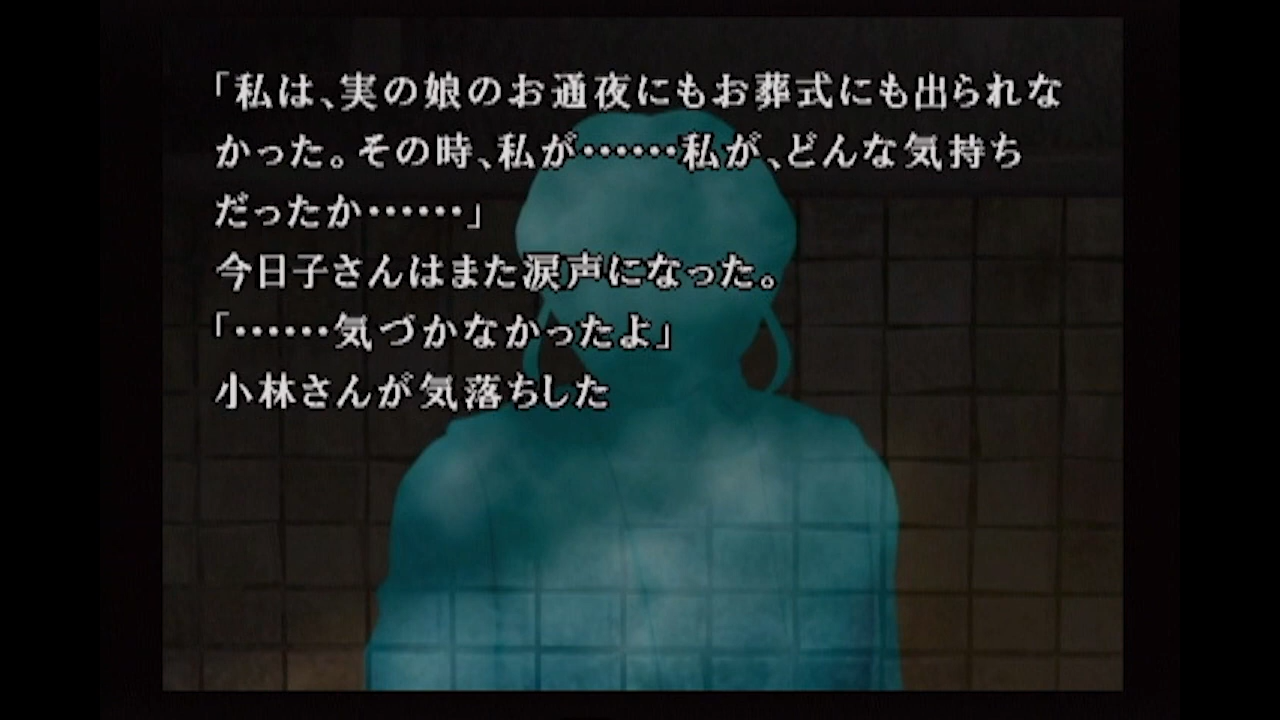 「私は、実の娘のお通夜にもお葬式にも出られな
かった。その時、私が……私が、どんな気持ち
だったか……」
今日子さんはまた涙声になった。
「……気づかなかったよ」
小林さんが気落ちした